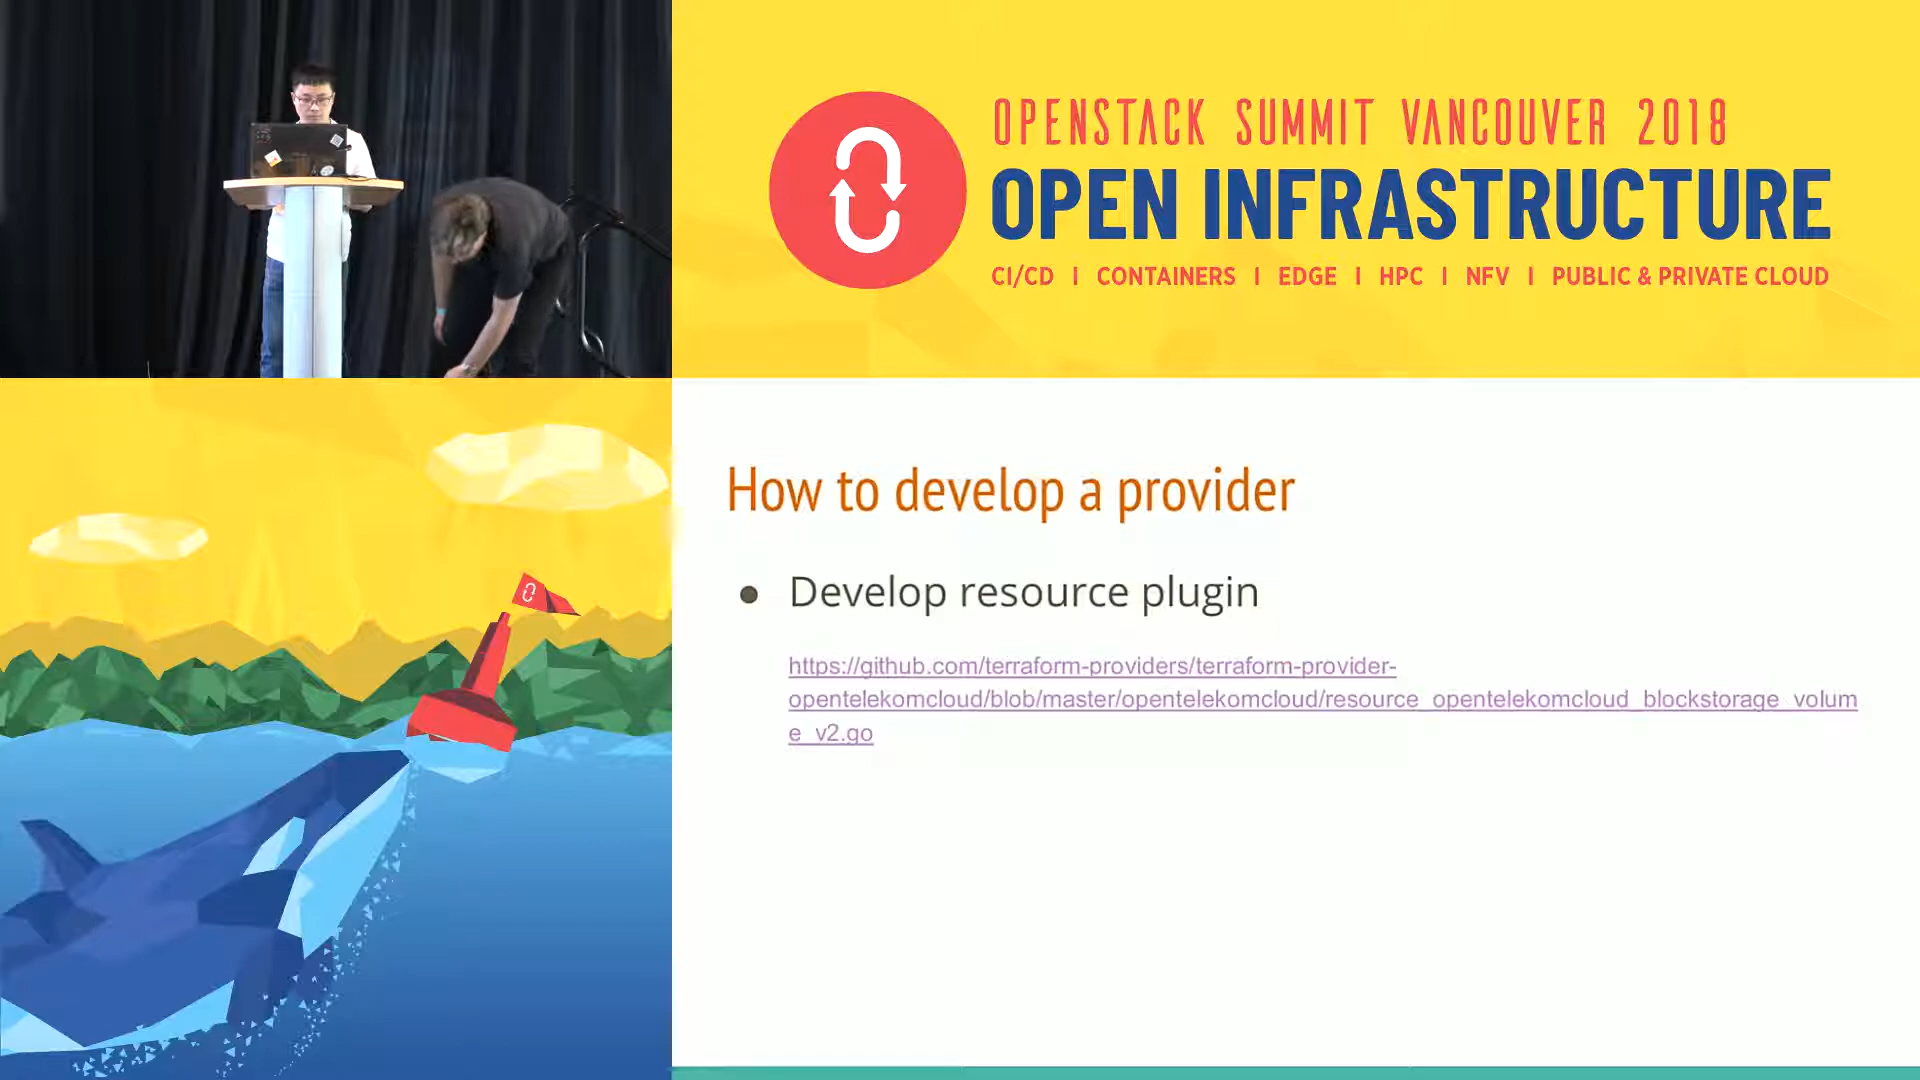 OPENSTACK SUMMIT VANCOUVER 2018
OPEN INFRASTRUCTURE
CI/CD I CONTAINERS I EDGE I HPC I NFV I PUBLIC & PRIVATE CLOUD
How to develop a provider
● Develop resource plugin
https://github.com/terraform-providers/terraform-provider-
opentelekomcloud/blob/master/opentelekomcloud/resource_opentelekomcloud_blockstorage_volum
e_v2.go